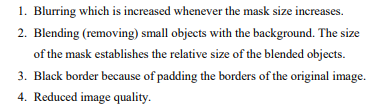 1. Blurring which is increased whenever the mask size increases.
2. Blending (removing) small objects with the background. The size
of the mask establishes the relative size of the blended objects.
3. Black border because of padding the borders of the original image.
4. Reduced image quality.